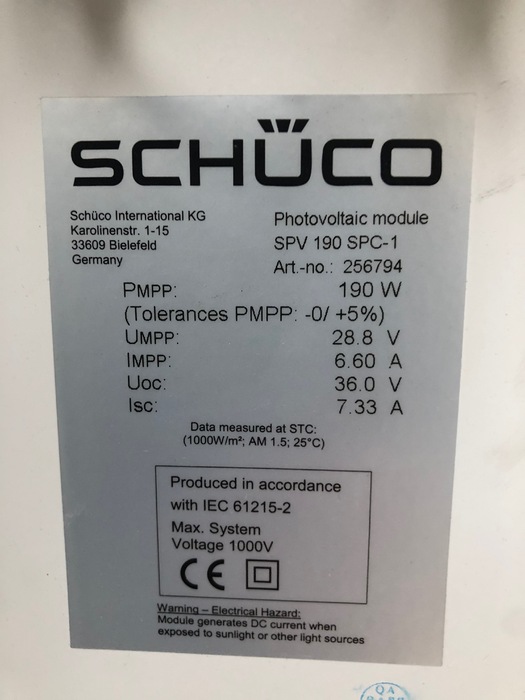 SCHÜCO
Schüco International KG
Karolinenstr. 1-15
33609 Bielefeld
Germany
Photovoltaic module
SPV 190 SPC-1
Art.-no.: 256794
PMPP: 190 W
(Tolerances PMPP: -0/ +5%)
UMPP: 28.8 V
IMPP: 6.60 A
Uoc: 36.0 V
Isc: 7.33 A
Data measured at STC:
(1000W/m²; AM 1.5; 25°C)
Produced in accordance
with IEC 61215-2
Max. System
Voltage 1000V
CE
Warning – Electrical Hazard:
Module generates DC current when
exposed to sunlight or other light sources
QA